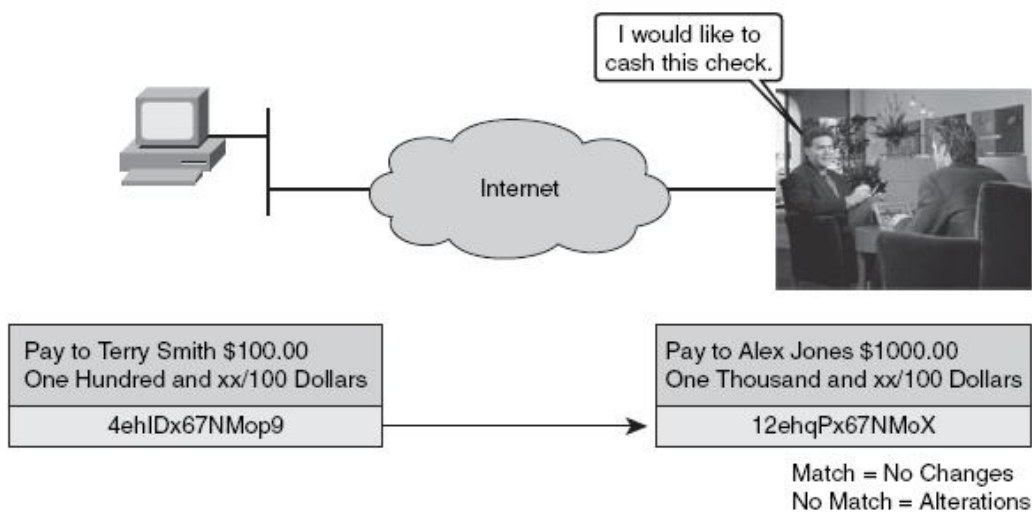 I would like to
cash this check.
Internet
Pay to Terry Smith $100.00
One Hundred and xx/100 Dollars
4ehIDx67NMop9
Pay to Alex Jones $1000.00
One Thousand and xx/100 Dollars
12ehqPx67NMoX
Match = No Changes
No Match = Alterations